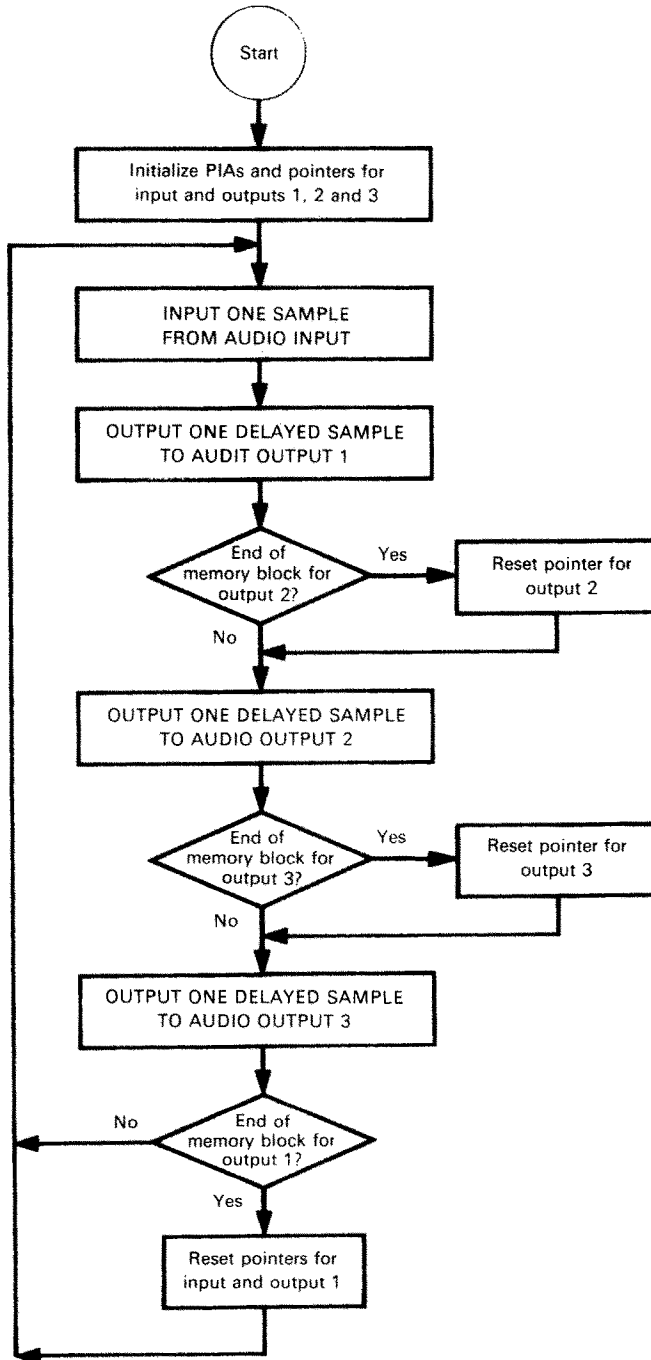 Start
Initialize PIAs and pointers for
input and outputs 1, 2 and 3
INPUT ONE SAMPLE
FROM AUDIO INPUT
OUTPUT ONE DELAYED SAMPLE
TO AUDIT OUTPUT 1
End of
memory block for
output 2?
Yes
Reset pointer for
output 2
No
OUTPUT ONE DELAYED SAMPLE
TO AUDIO OUTPUT 2
End of
memory block for
output 3?
Yes
Reset pointer for
output 3
No
OUTPUT ONE DELAYED SAMPLE
TO AUDIO OUTPUT 3
No
End of
memory block for
output 1?
Yes
Reset pointers for
input and output 1